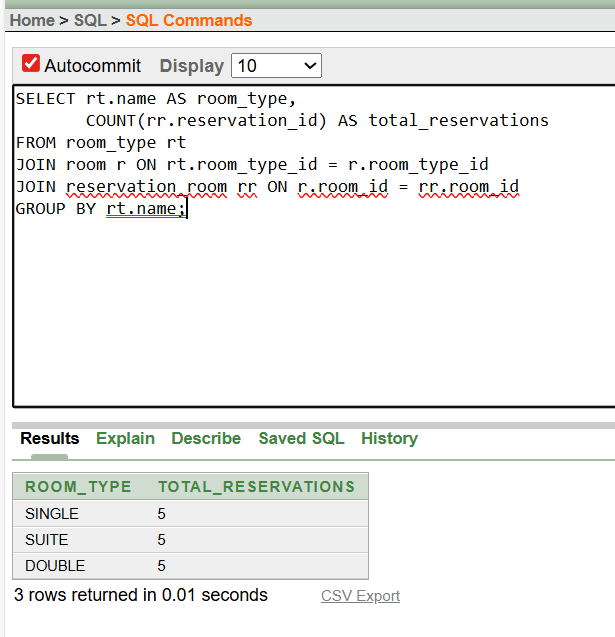 Home > SQL > SQL Commands
Autocommit Display 10
SELECT rt.name AS room_type,
       COUNT(rr.reservation_id) AS total_reservations
FROM room_type rt
JOIN room r ON rt.room_type_id = r.room_type_id
JOIN reservation_room rr ON r.room_id = rr.room_id
GROUP BY rt.name;
Results Explain Describe Saved SQL History
ROOM_TYPE TOTAL_RESERVATIONS
SINGLE 5
SUITE 5
DOUBLE 5
3 rows returned in 0.01 seconds CSV Export